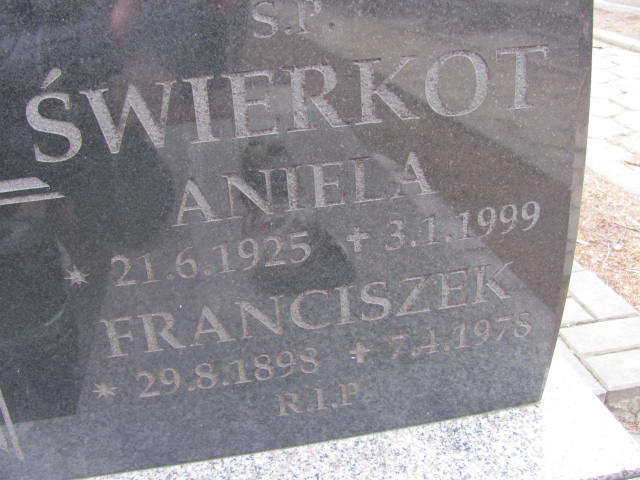 Ś.P.
ŚWIERKOT
ANIELA
* 21.6.1925 + 3.1.1999
FRANCISZEK
* 29.8.1898 + 7.4.1978
R.I.P